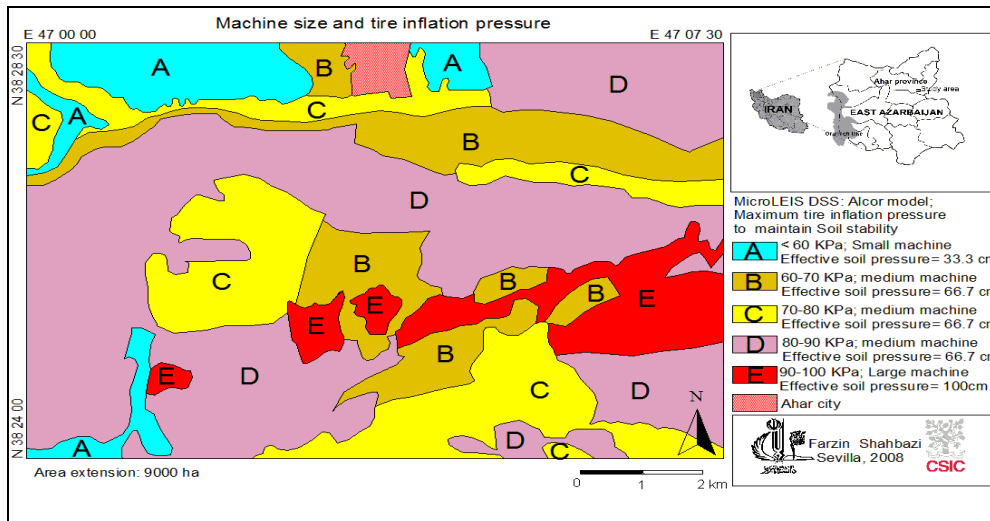 Machine size and tire inflation pressure
E 47 00 00
E 47 07 30
N 38 28 30
N 38 24 00
A
B
A
D
C
A
C
B
C
D
B
C
B
B
E
E
E
B
E
D
C
D
A
D
C
N
Area extension: 9000 ha
0 1 2 km
IRAN
Ahar province
EAST AZARBAIJAN
MicroLEIS DSS: Alcor model;
Maximum tire inflation pressure
to maintain Soil stability
A < 60 KPa; Small machine
Effective soil pressure= 33.3 cm
B 60-70 KPa; medium machine
Effective soil pressure= 66.7 cm
C 70-80 KPa; medium machine
Effective soil pressure= 66.7 cm
D 80-90 KPa; medium machine
Effective soil pressure= 66.7 cm
E 90-100 KPa; Large machine
Effective soil pressure= 100cm
Ahar city
Farzin Shahbazi
Sevilla, 2008
CSIC